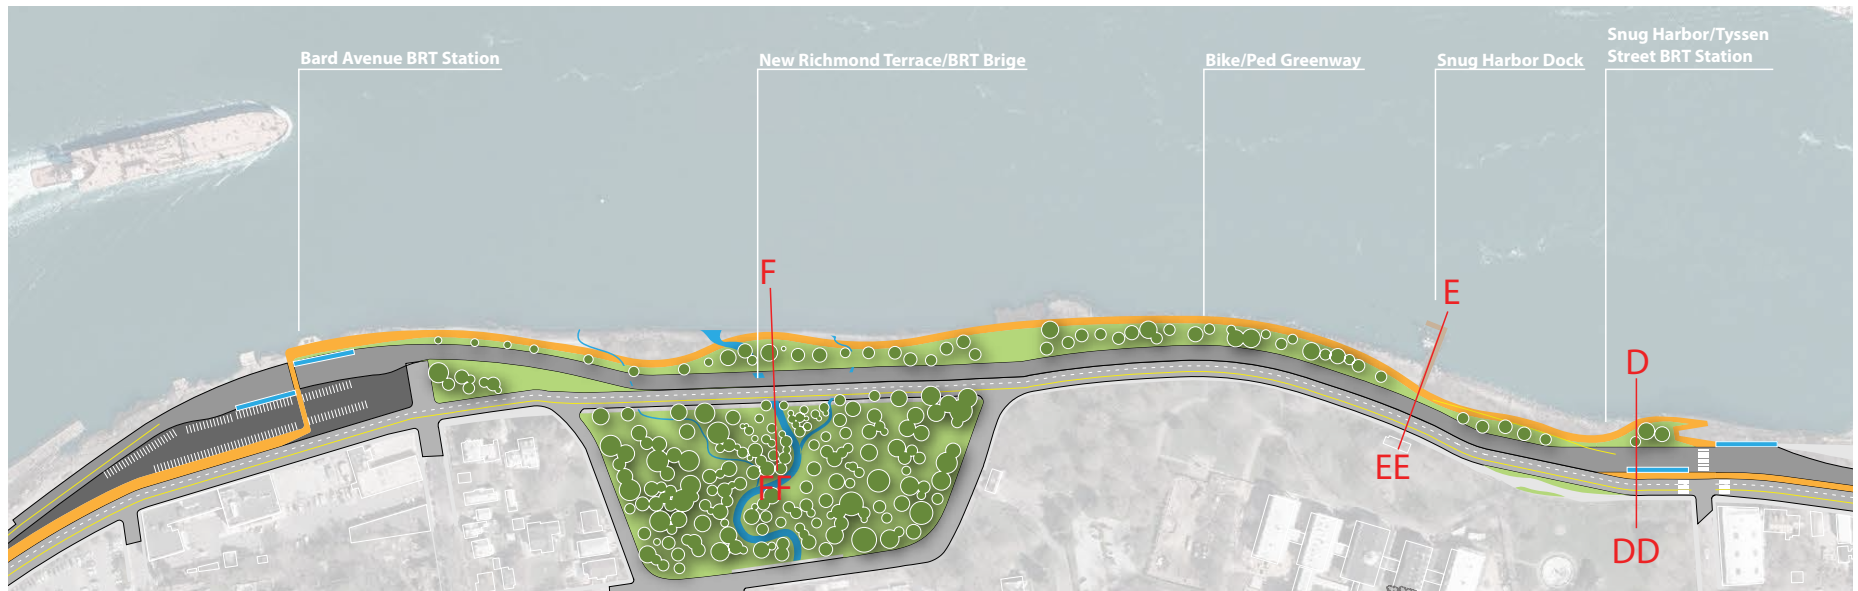 Bard Avenue BRT Station
New Richmond Terrace/BRT Brige
Bike/Ped Greenway
Snug Harbor Dock
Snug Harbor/Tyssen
Street BRT Station
F
E
D
FF
EE
DD